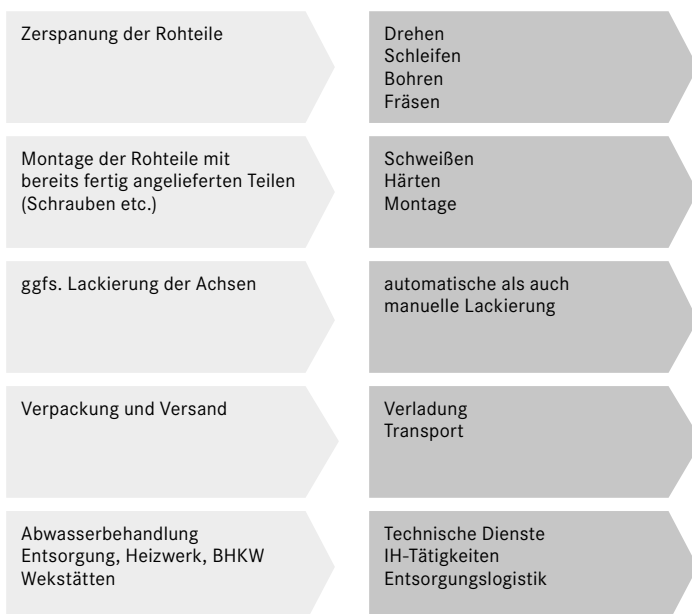 Zerspanung der Rohteile
Drehen
Schleifen
Bohren
Fräsen
Montage der Rohteile mit
bereits fertig angelieferten Teilen
(Schrauben etc.)
Schweißen
Härten
Montage
ggfs. Lackierung der Achsen
automatische als auch
manuelle Lackierung
Verpackung und Versand
Verladung
Transport
Abwasserbehandlung
Entsorgung, Heizwerk, BHKW
Wekstätten
Technische Dienste
IH-Tätigkeiten
Entsorgungslogistik